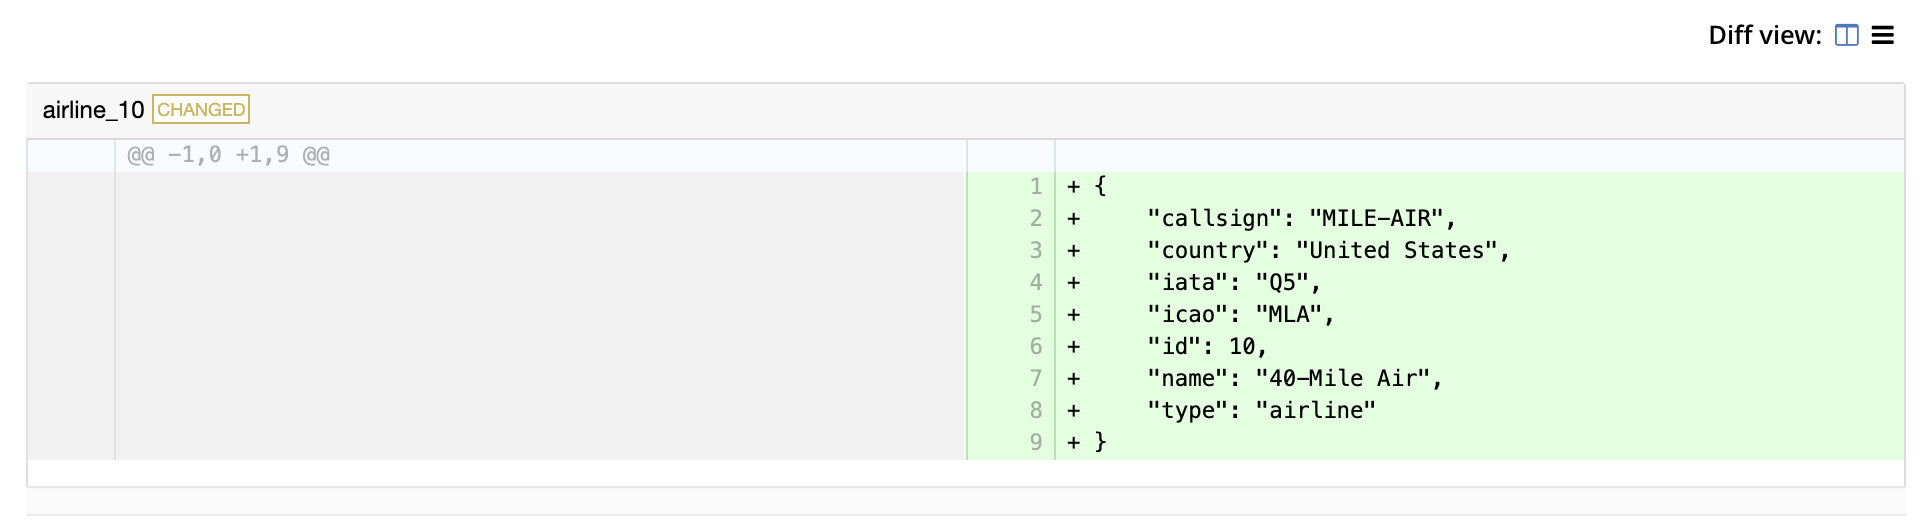 Diff view:
airline_10 CHANGED
@@ -1,0 +1,9 @@
1 + {
2 +     "callsign": "MILE-AIR",
3 +     "country": "United States",
4 +     "iata": "Q5",
5 +     "icao": "MLA",
6 +     "id": 10,
7 +     "name": "40-Mile Air",
8 +     "type": "airline"
9 + }